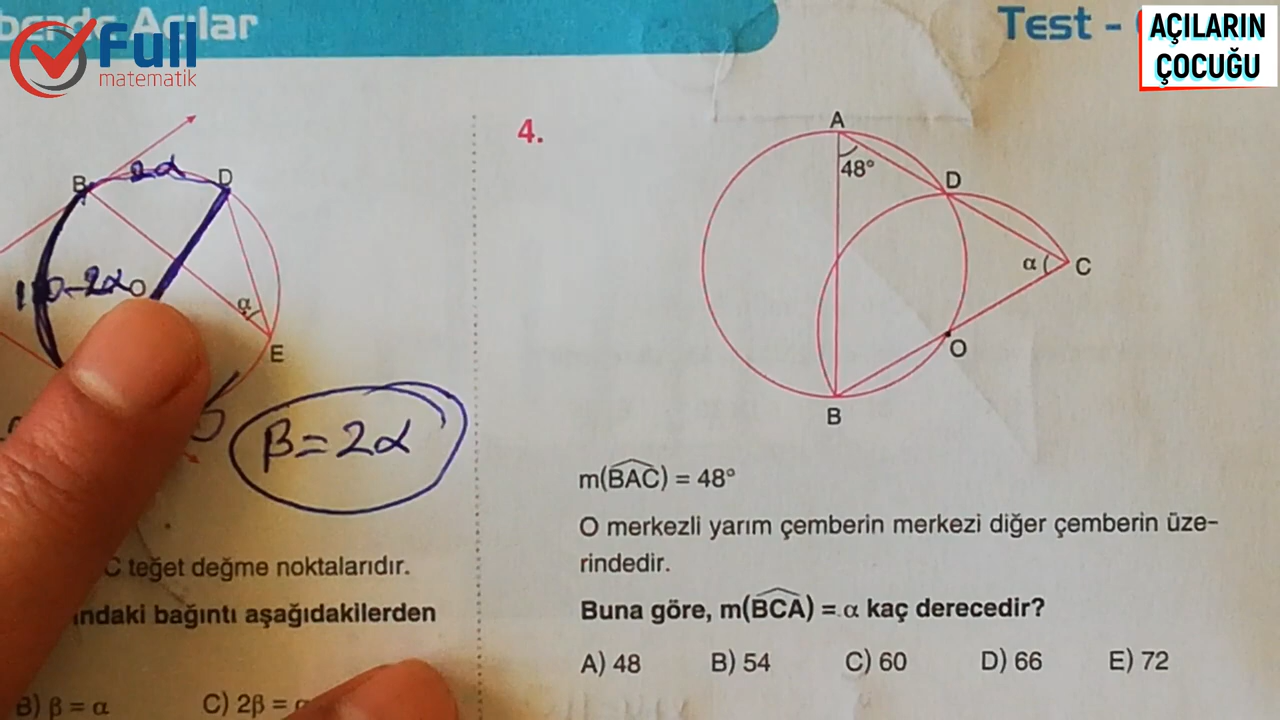 Açılar
Test -
Full
matematik
AÇILARIN
ÇOCUĞU
2α
B
D
α
E
β = 2α
C teğet değme noktalarıdır.
ındaki bağıntı aşağıdakilerden
B) β = α
C) 2β =
4.
A
48°
D
α
C
O
B
m(BAC) = 48°
O merkezli yarım çemberin merkezi diğer çemberin üze-
rindedir.
Buna göre, m(BCA) = α kaç derecedir?
A) 48 B) 54 C) 60 D) 66 E) 72